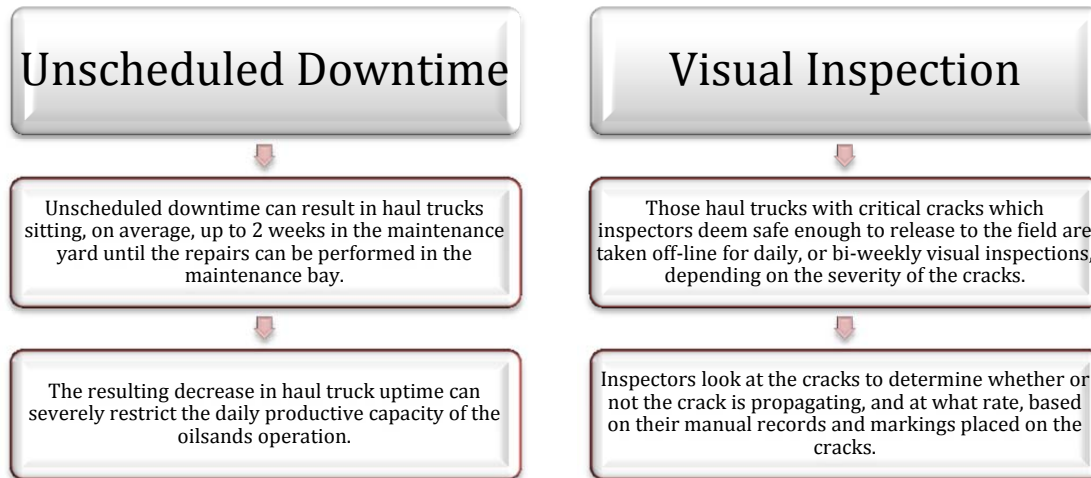 Unscheduled Downtime
Unscheduled downtime can result in haul trucks
sitting, on average, up to 2 weeks in the maintenance
yard until the repairs can be performed in the
maintenance bay.
The resulting decrease in haul truck uptime can
severely restrict the daily productive capacity of the
oilsands operation.
Visual Inspection
Those haul trucks with critical cracks which
inspectors deem safe enough to release to the field are
taken off-line for daily, or bi-weekly visual inspections,
depending on the severity of the cracks.
Inspectors look at the cracks to determine whether or
not the crack is propagating, and at what rate, based
on their manual records and markings placed on the
cracks.